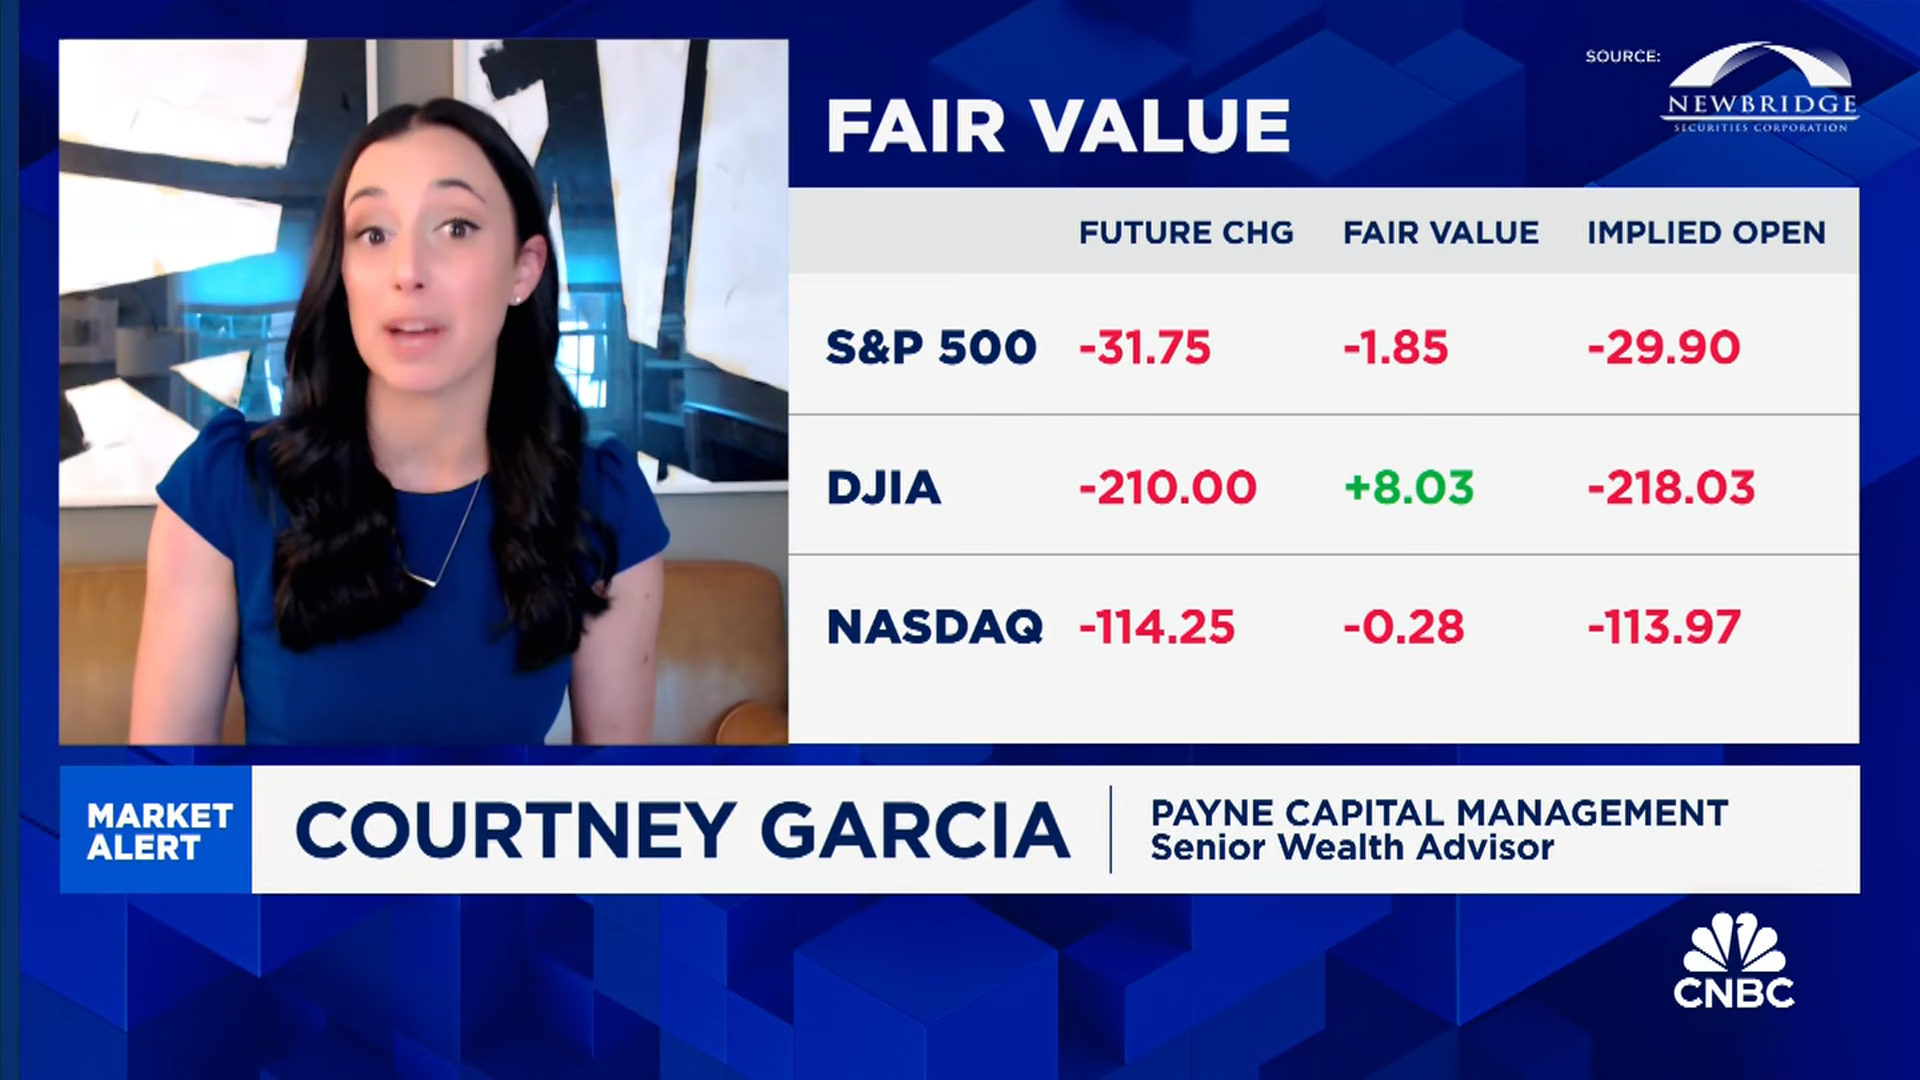 FAIR VALUE
SOURCE:
NEWBRIDGE
SECURITIES CORPORATION
FUTURE CHG FAIR VALUE IMPLIED OPEN
S&P 500 -31.75 -1.85 -29.90
DJIA -210.00 +8.03 -218.03
NASDAQ -114.25 -0.28 -113.97
MARKET
ALERT
COURTNEY GARCIA
PAYNE CAPITAL MANAGEMENT
Senior Wealth Advisor
CNBC